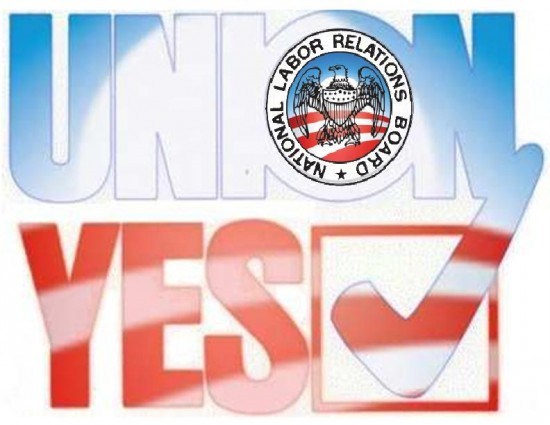 UNION
NATIONAL LABOR RELATIONS BOARD ★
YES